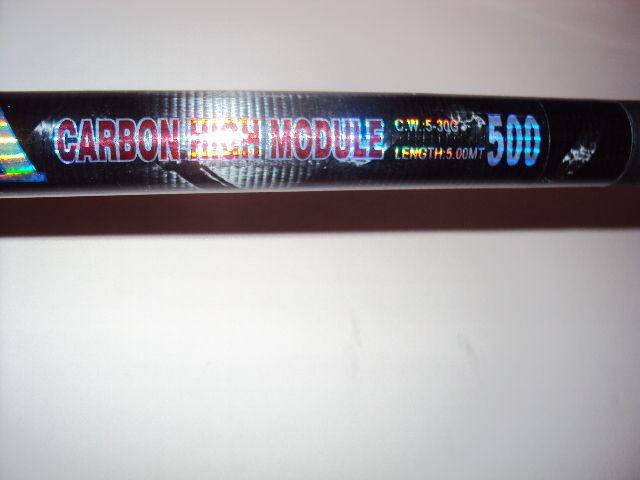 CARBON HIGH MODULE
C.W.:5-30G
LENGTH:5.00MT
500